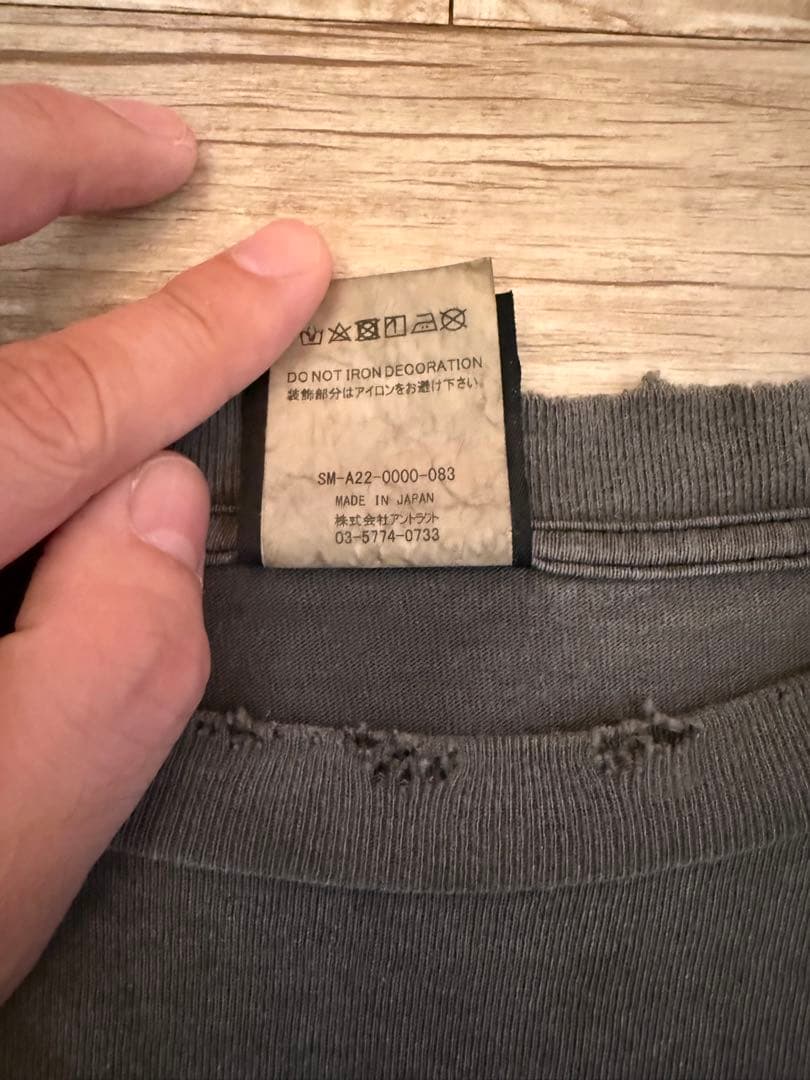 DO NOT IRON DECORATION
装飾部分はアイロンをお避け下さい。
SM-A22-0000-083
MADE IN JAPAN
株式会社アントラクト
03-5774-0733